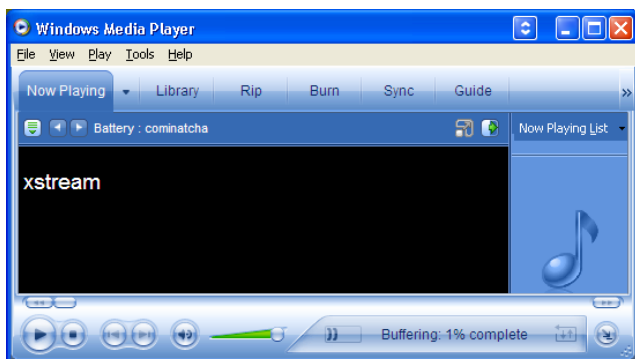 Windows Media Player
File View Play Tools Help
Now Playing Library Rip Burn Sync Guide »
Battery : cominatcha Now Playing List
xstream
Buffering: 1% complete